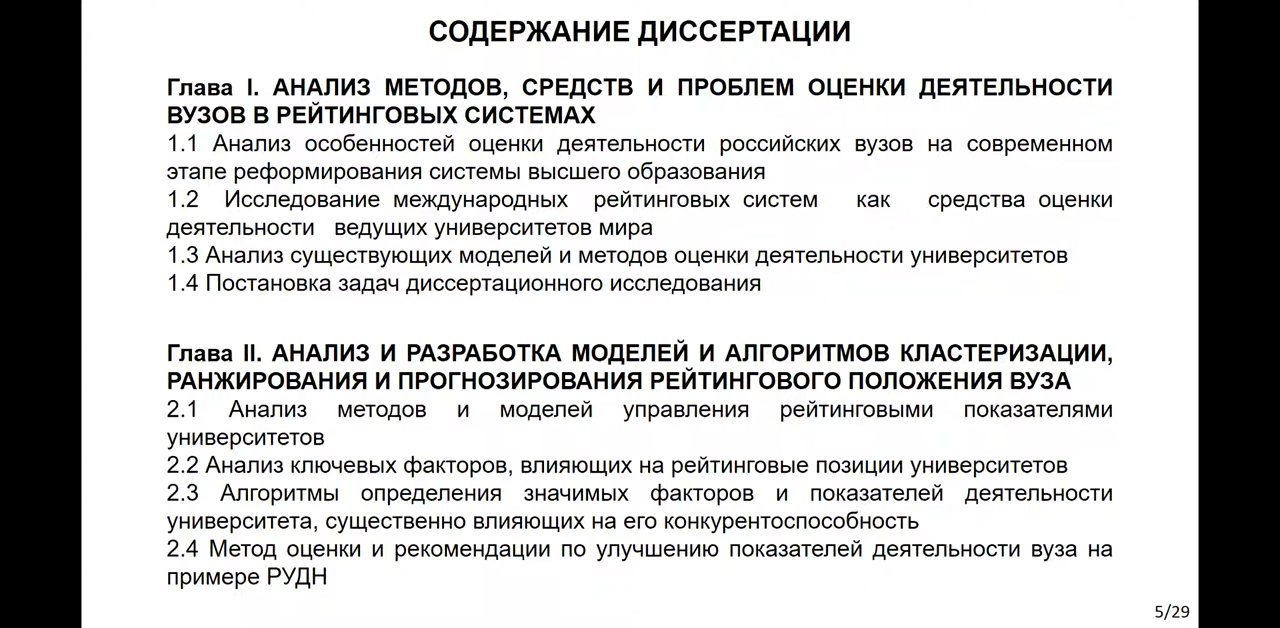 СОДЕРЖАНИЕ ДИССЕРТАЦИИ
Глава I. АНАЛИЗ МЕТОДОВ, СРЕДСТВ И ПРОБЛЕМ ОЦЕНКИ ДЕЯТЕЛЬНОСТИ
ВУЗОВ В РЕЙТИНГОВЫХ СИСТЕМАХ
1.1 Анализ особенностей оценки деятельности российских вузов на современном
этапе реформирования системы высшего образования
1.2 Исследование международных рейтинговых систем как средства оценки
деятельности ведущих университетов мира
1.3 Анализ существующих моделей и методов оценки деятельности университетов
1.4 Постановка задач диссертационного исследования
Глава II. АНАЛИЗ И РАЗРАБОТКА МОДЕЛЕЙ И АЛГОРИТМОВ КЛАСТЕРИЗАЦИИ,
РАНЖИРОВАНИЯ И ПРОГНОЗИРОВАНИЯ РЕЙТИНГОВОГО ПОЛОЖЕНИЯ ВУЗА
2.1 Анализ методов и моделей управления рейтинговыми показателями
университетов
2.2 Анализ ключевых факторов, влияющих на рейтинговые позиции университетов
2.3 Алгоритмы определения значимых факторов и показателей деятельности
университета, существенно влияющих на его конкурентоспособность
2.4 Метод оценки и рекомендации по улучшению показателей деятельности вуза на
примере РУДН
5/29